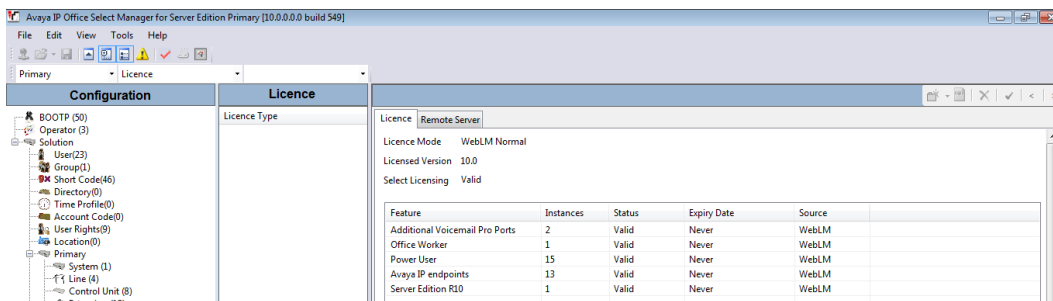 Avaya IP Office Select Manager for Server Edition Primary [10.0.0.0.0 build 549]
File Edit View Tools Help
Primary Licence
Configuration
BOOTP (50)
Operator (3)
Solution
User(23)
Group(1)
Short Code(46)
Directory(0)
Time Profile(0)
Account Code(0)
User Rights(9)
Location(0)
Primary
System (1)
Line (4)
Control Unit (8)
Licence
Licence Type
Licence Remote Server
Licence Mode WebLM Normal
Licensed Version 10.0
Select Licensing Valid
Feature Instances Status Expiry Date Source
Additional Voicemail Pro Ports 2 Valid Never WebLM
Office Worker 1 Valid Never WebLM
Power User 15 Valid Never WebLM
Avaya IP endpoints 13 Valid Never WebLM
Server Edition R10 1 Valid Never WebLM